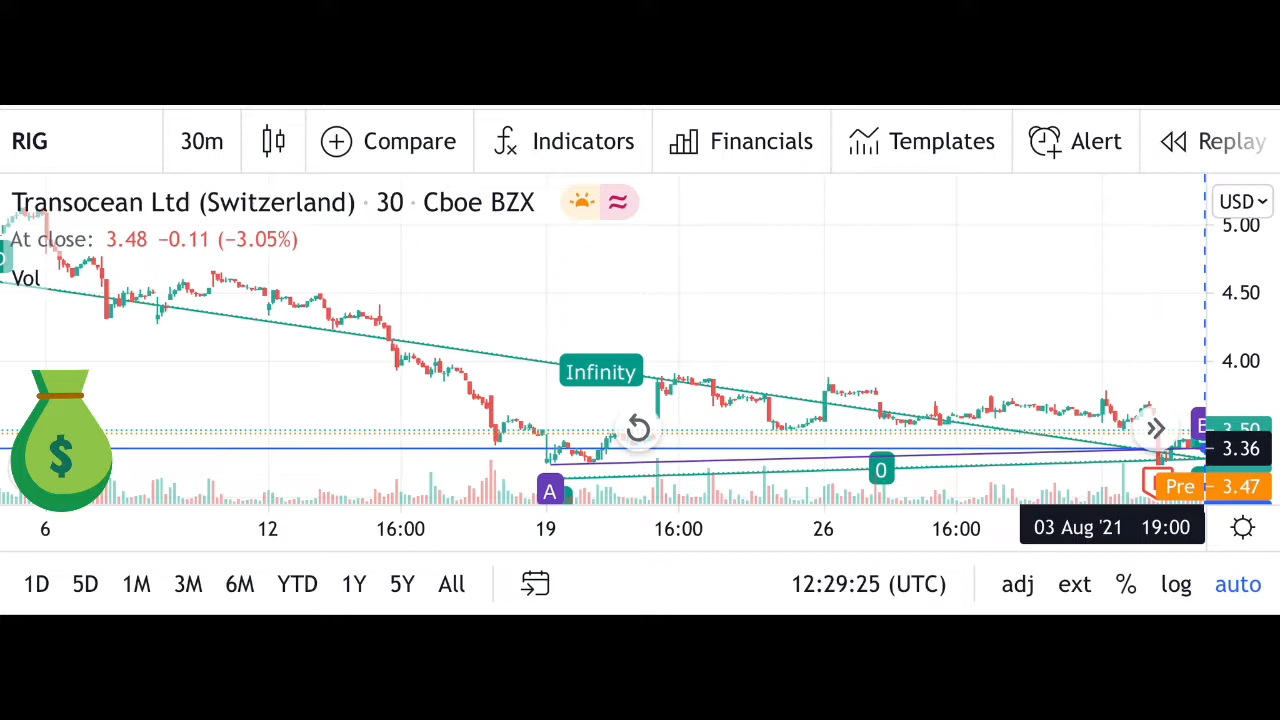 RIG 30m Compare Indicators Financials Templates Alert Replay
Transocean Ltd (Switzerland) · 30 · Cboe BZX
USD
At close: 3.48 −0.11 (−3.05%)
5.00
Vol
4.50
4.00
Infinity
3.50
3.36
0
A
Pre 3.47
$
6 12 16:00 19 16:00 26 16:00 03 Aug '21 19:00
1D 5D 1M 3M 6M YTD 1Y 5Y All 12:29:25 (UTC) adj ext % log auto